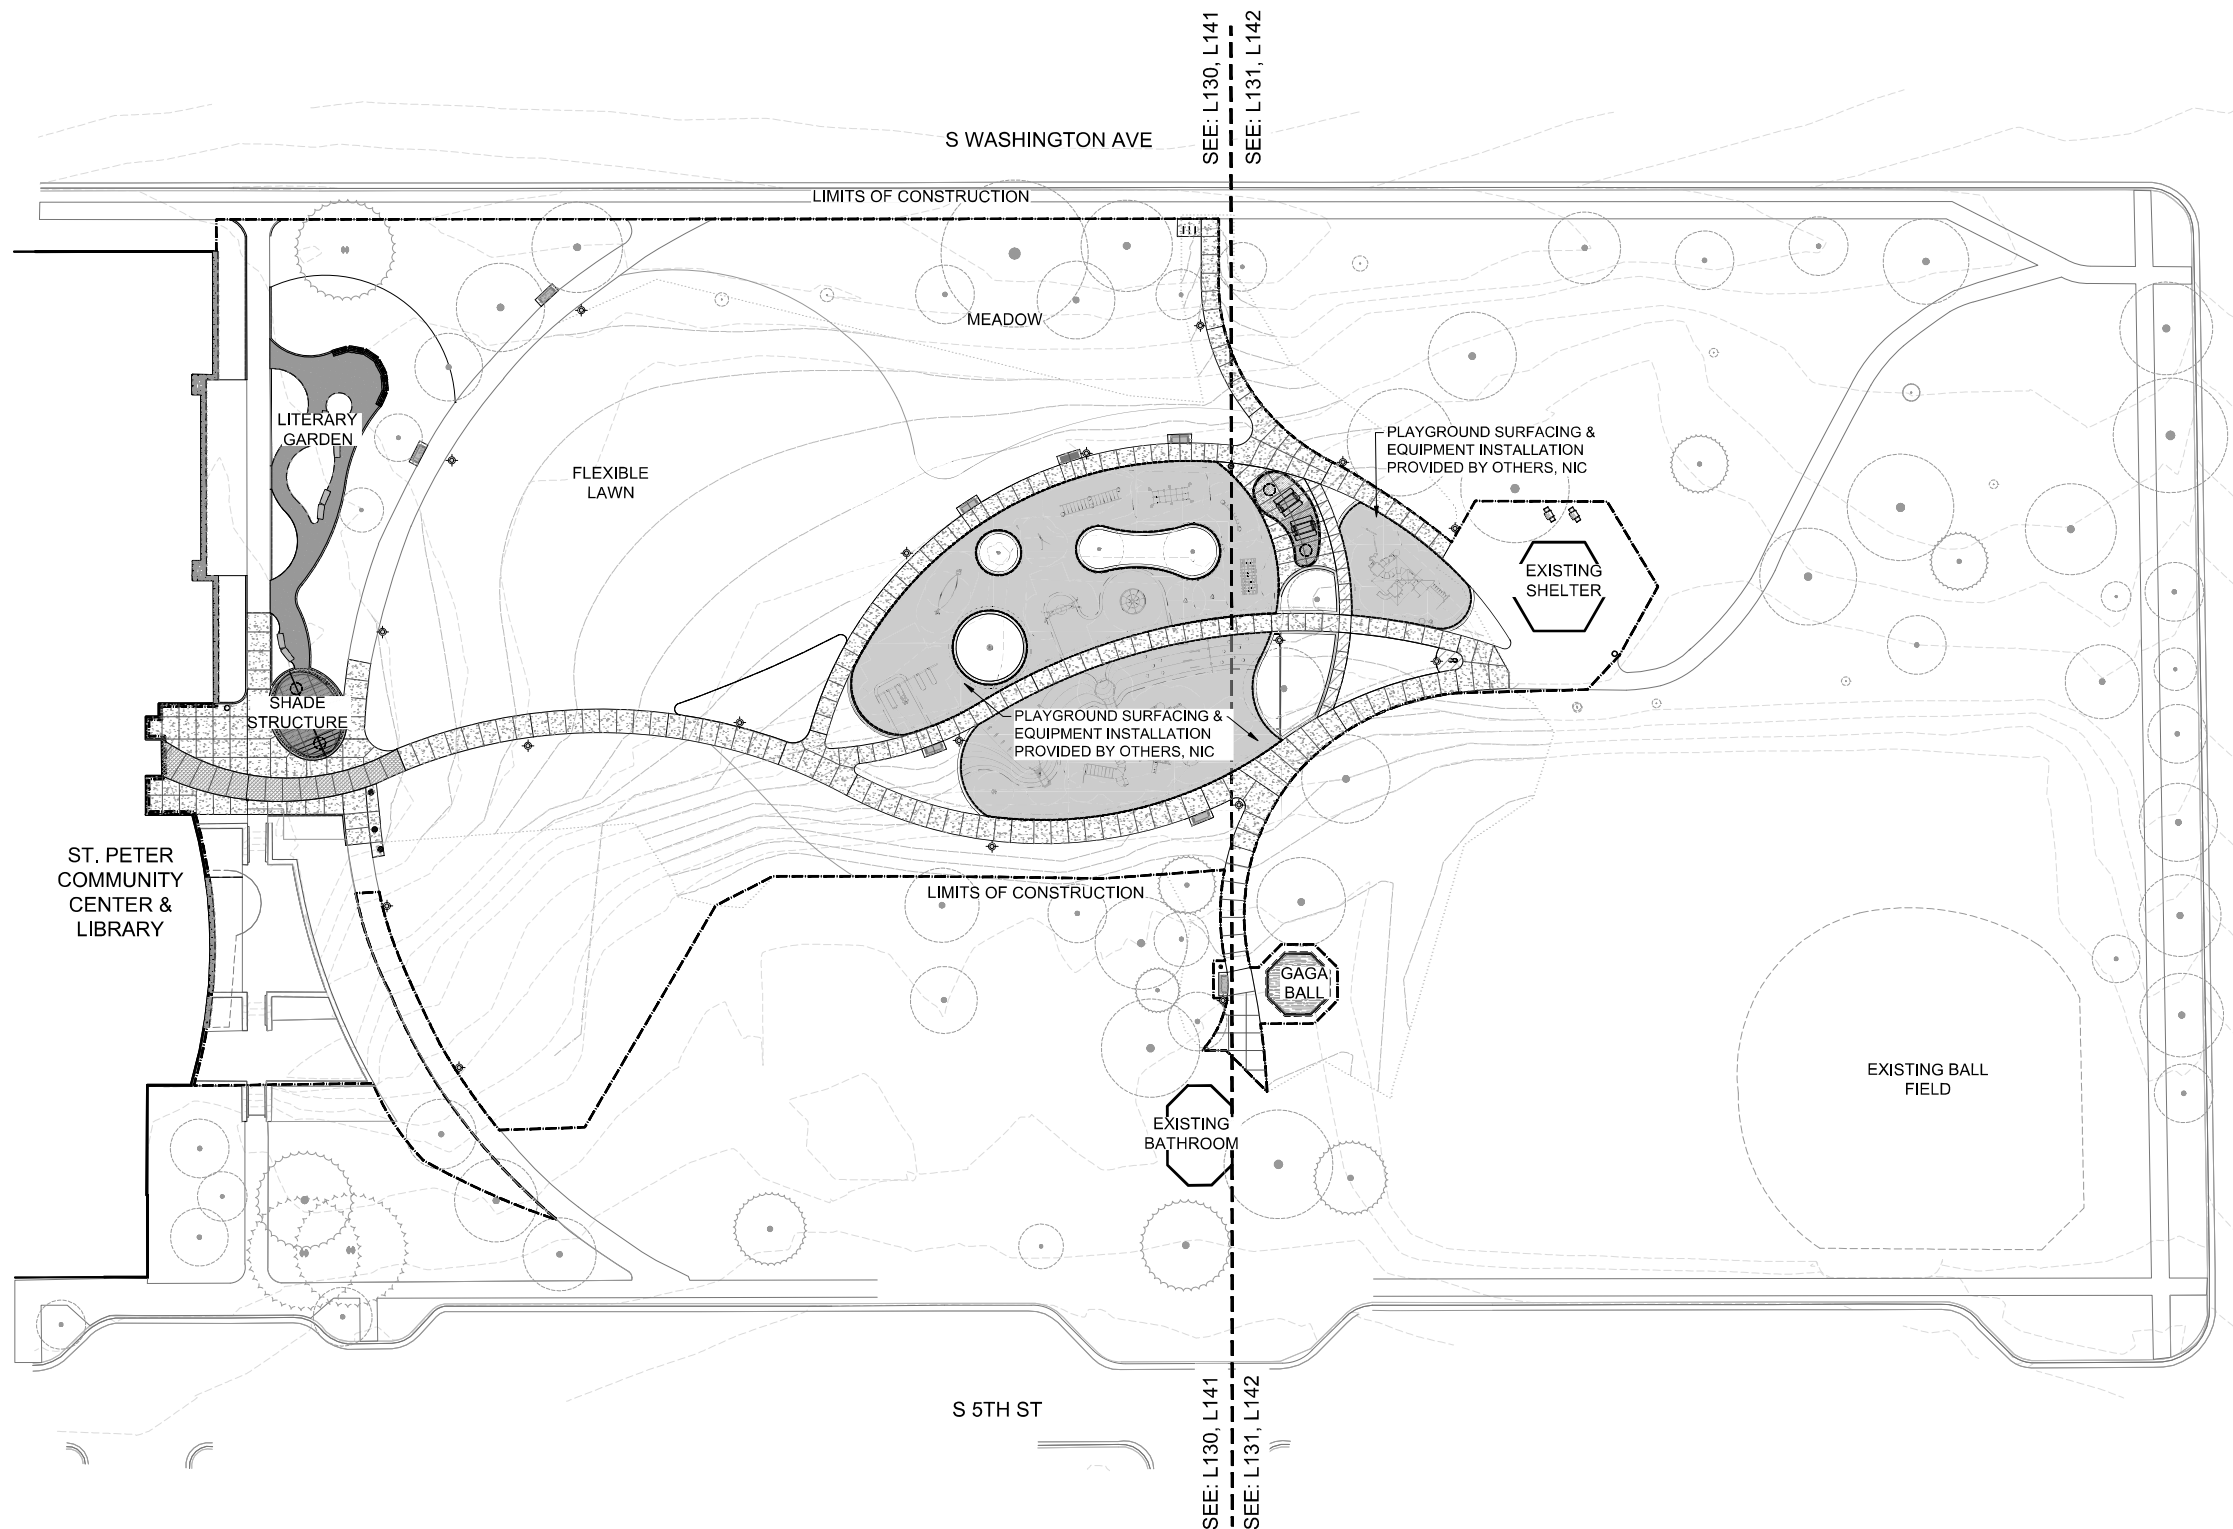 SEE: L130, L141
SEE: L131, L142
S WASHINGTON AVE
LIMITS OF CONSTRUCTION
MEADOW
LITERARY
GARDEN
FLEXIBLE
LAWN
PLAYGROUND SURFACING &
EQUIPMENT INSTALLATION
PROVIDED BY OTHERS, NIC
EXISTING
SHELTER
SHADE
STRUCTURE
PLAYGROUND SURFACING &
EQUIPMENT INSTALLATION
PROVIDED BY OTHERS, NIC
ST. PETER
COMMUNITY
CENTER &
LIBRARY
LIMITS OF CONSTRUCTION
GAGA
BALL
EXISTING BALL
FIELD
EXISTING
BATHROOM
S 5TH ST
SEE: L130, L141
SEE: L131, L142